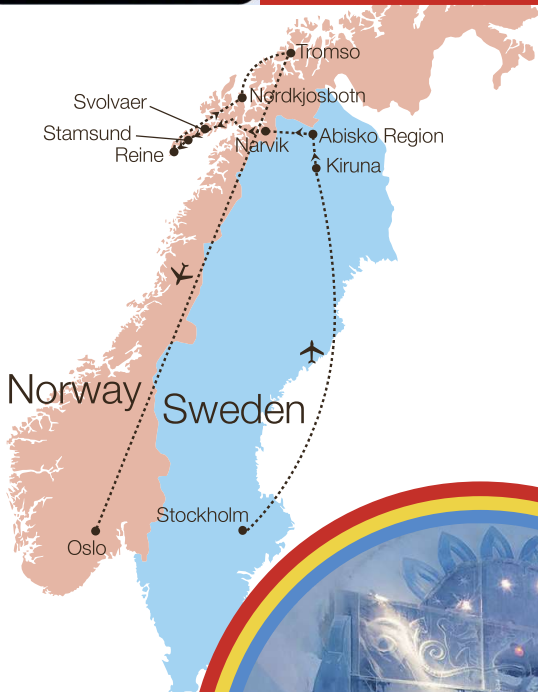 Tromso
Nordkjosbotn
Svolvaer
Stamsund
Reine
Narvik
Abisko Region
Kiruna
Norway
Sweden
Stockholm
Oslo